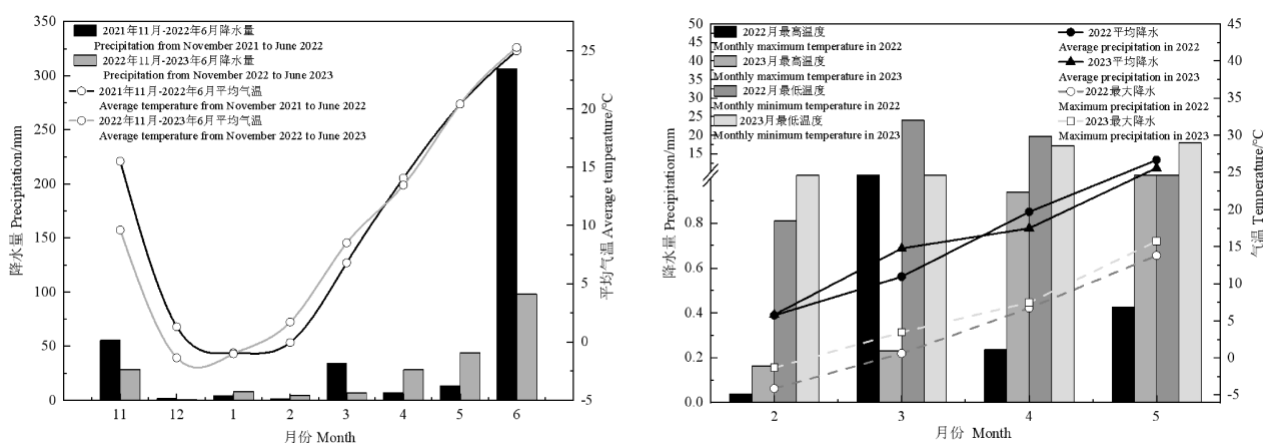 350
300
250
200
150
100
50
0
降水量 Precipitation/mm
2021年11月-2022年6月降水量
Precipitation from November 2021 to June 2022
2022年11月-2023年6月降水量
Precipitation from November 2022 to June 2023
2021年11月-2022年6月平均气温
Average temperature from November 2021 to June 2022
2022年11月-2023年6月平均气温
Average temperature from November 2022 to June 2023
25
20
15
10
5
0
-5
平均气温 Average temperature/°C
11 12 1 2 3 4 5 6
月份 Month
50
45
40
35
30
25
20
15
0.8
0.6
0.4
0.2
0.0
降水量 Precipitation/mm
2022月最高温度
Monthly maximum temperature in 2022
2023月最高温度
Monthly maximum temperature in 2023
2022月最低温度
Monthly minimum temperature in 2022
2023月最低温度
Monthly minimum temperature in 2023
2022平均降水
Average precipitation in 2022
2023平均降水
Average precipitation in 2023
2022最大降水
Maximum precipitation in 2022
2023最大降水
Maximum precipitation in 2023
45
40
35
30
25
20
15
10
5
0
-5
气温 Temperature/°C
2 3 4 5
月份 Month